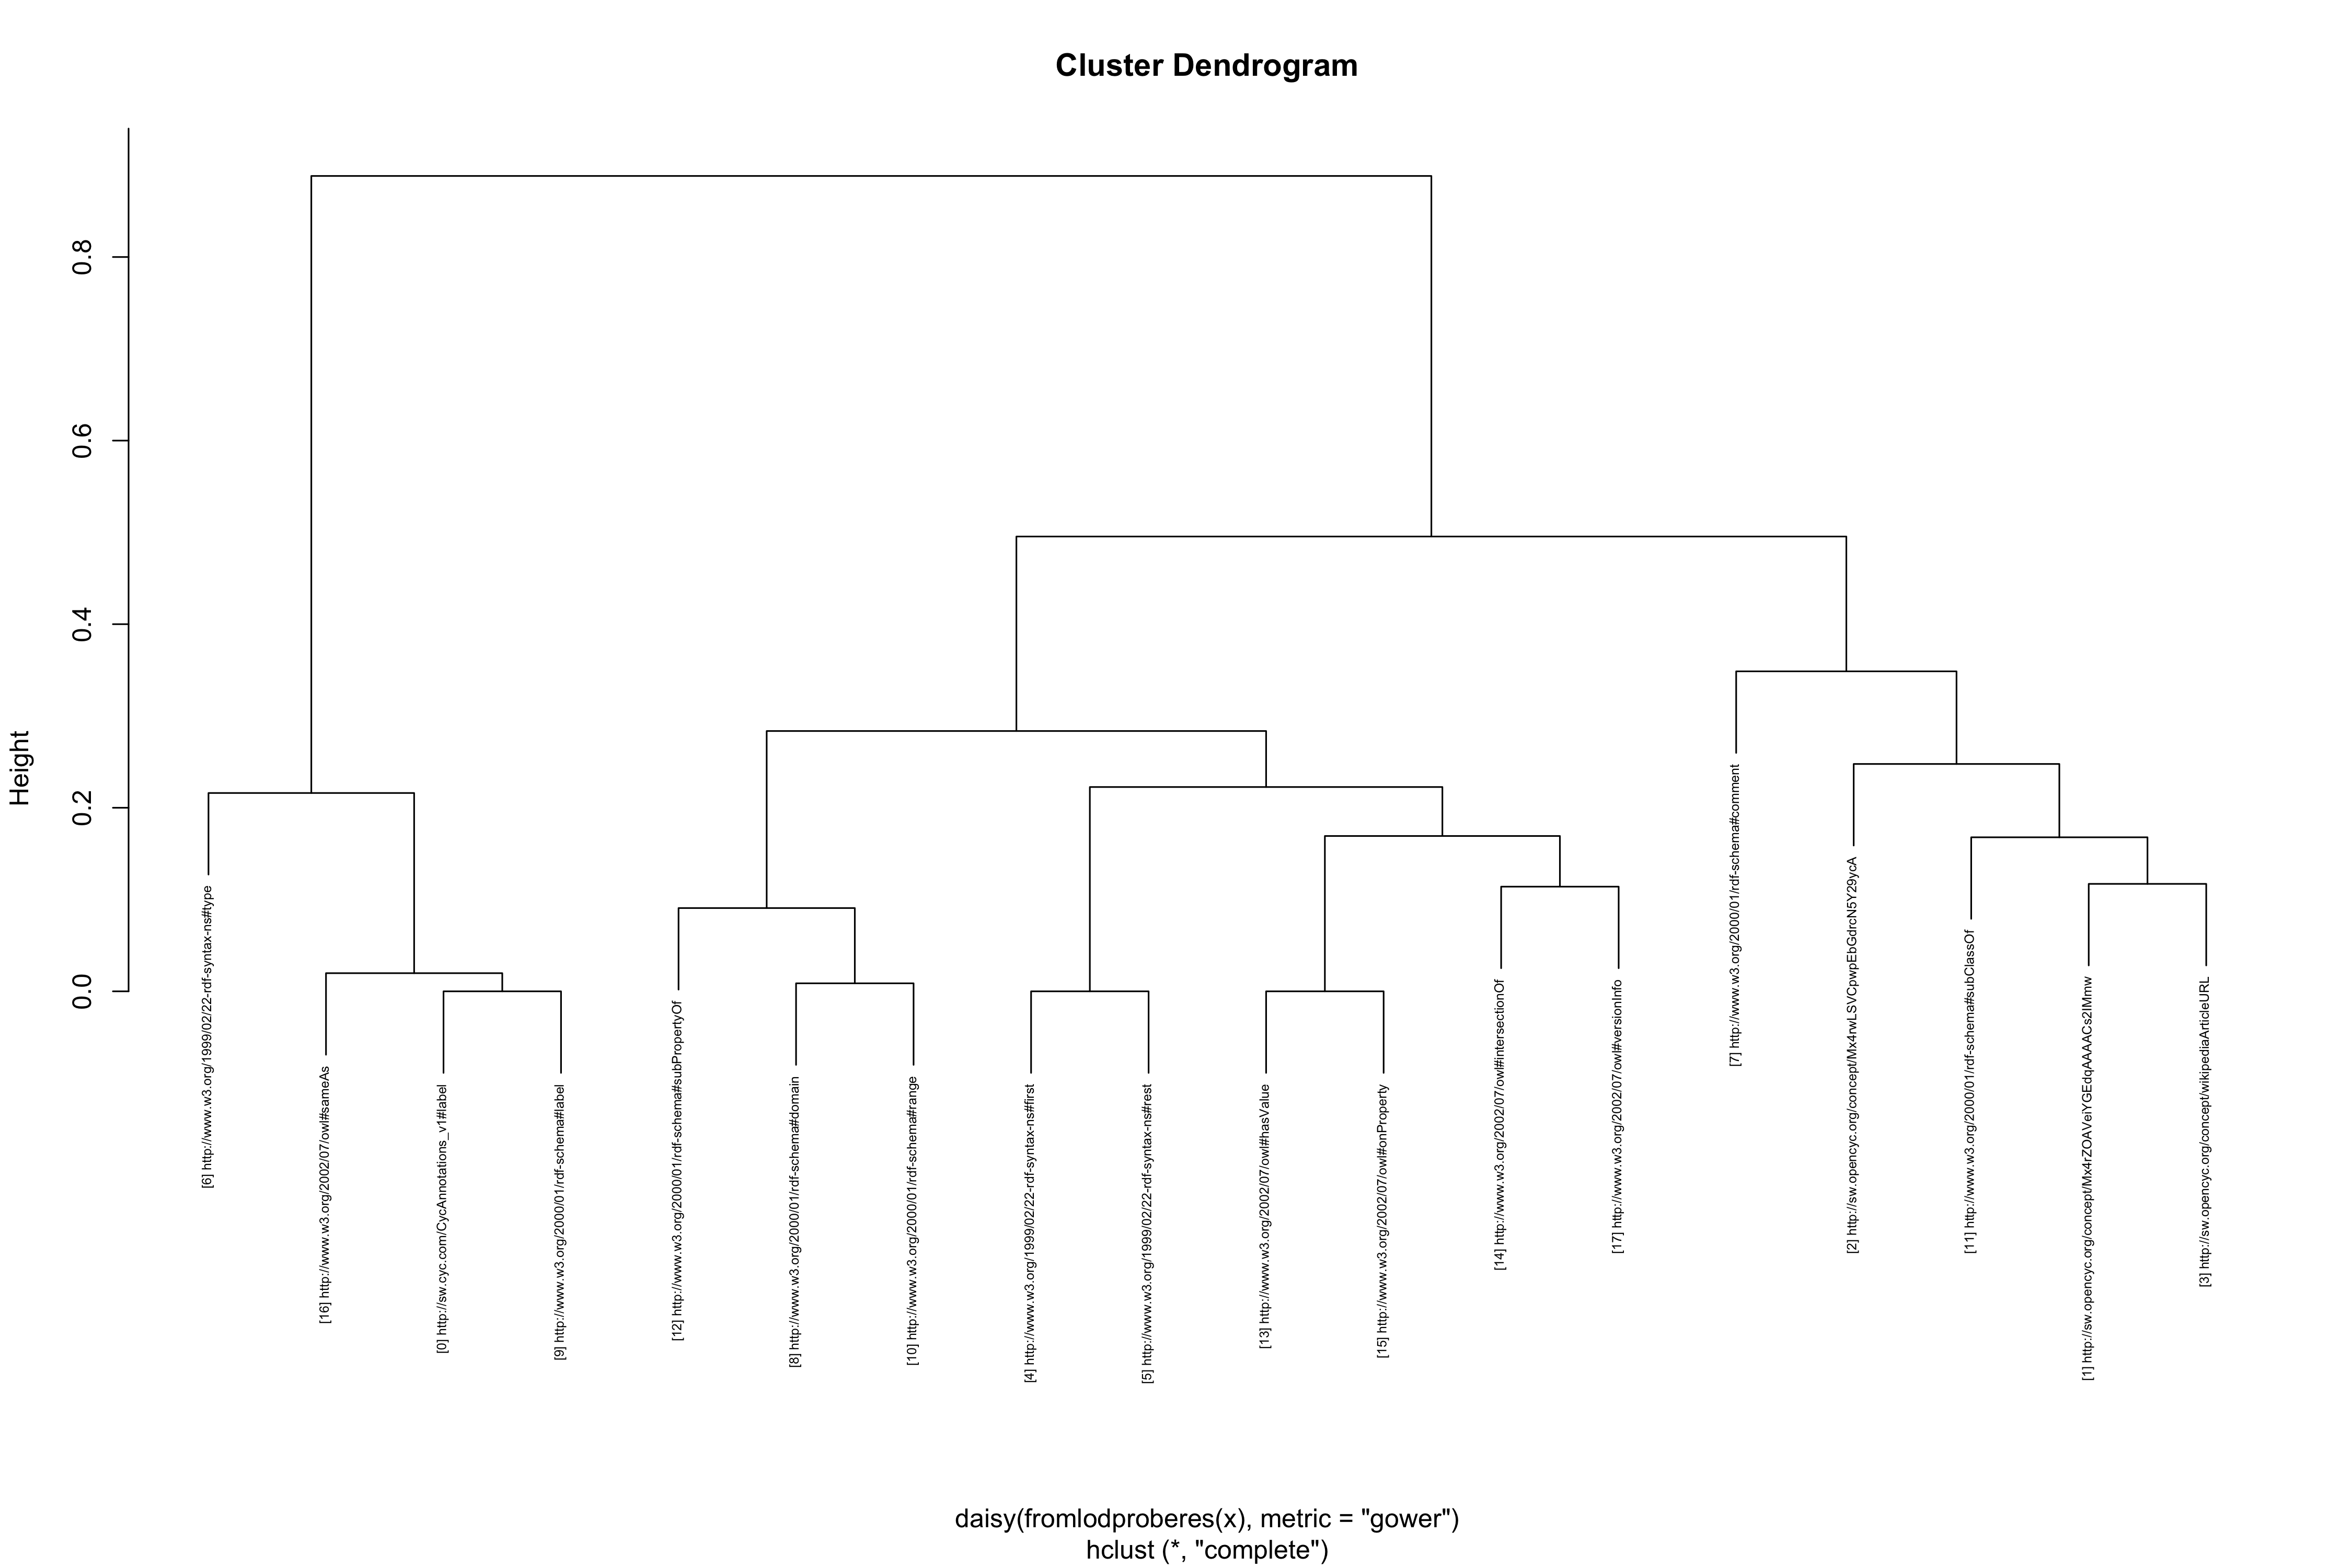 Cluster Dendrogram
Height
0.8
0.6
0.4
0.2
0.0
[6] http://www.w3.org/1999/02/22-rdf-syntax-ns#type
[16] http://www.w3.org/2002/07/owl#sameAs
[0] http://sw.cyc.com/CycAnnotations_v1#label
[9] http://www.w3.org/2000/01/rdf-schema#label
[12] http://www.w3.org/2000/01/rdf-schema#subPropertyOf
[8] http://www.w3.org/2000/01/rdf-schema#domain
[10] http://www.w3.org/2000/01/rdf-schema#range
[4] http://www.w3.org/1999/02/22-rdf-syntax-ns#first
[5] http://www.w3.org/1999/02/22-rdf-syntax-ns#rest
[13] http://www.w3.org/2002/07/owl#hasValue
[15] http://www.w3.org/2002/07/owl#onProperty
[14] http://www.w3.org/2002/07/owl#intersectionOf
[17] http://www.w3.org/2002/07/owl#versionInfo
[7] http://www.w3.org/2000/01/rdf-schema#comment
[2] http://sw.opencyc.org/concept/Mx4rwLSVCpwpEbGdrcN5Y29ycA
[11] http://www.w3.org/2000/01/rdf-schema#subClassOf
[1] http://sw.opencyc.org/concept/Mx4rZOAVeiYGEdqAAAACs2IMmw
[3] http://sw.opencyc.org/concept/wikipediaArticleURL
daisy(fromlodproberes(x), metric = "gower")
hclust (*, "complete")